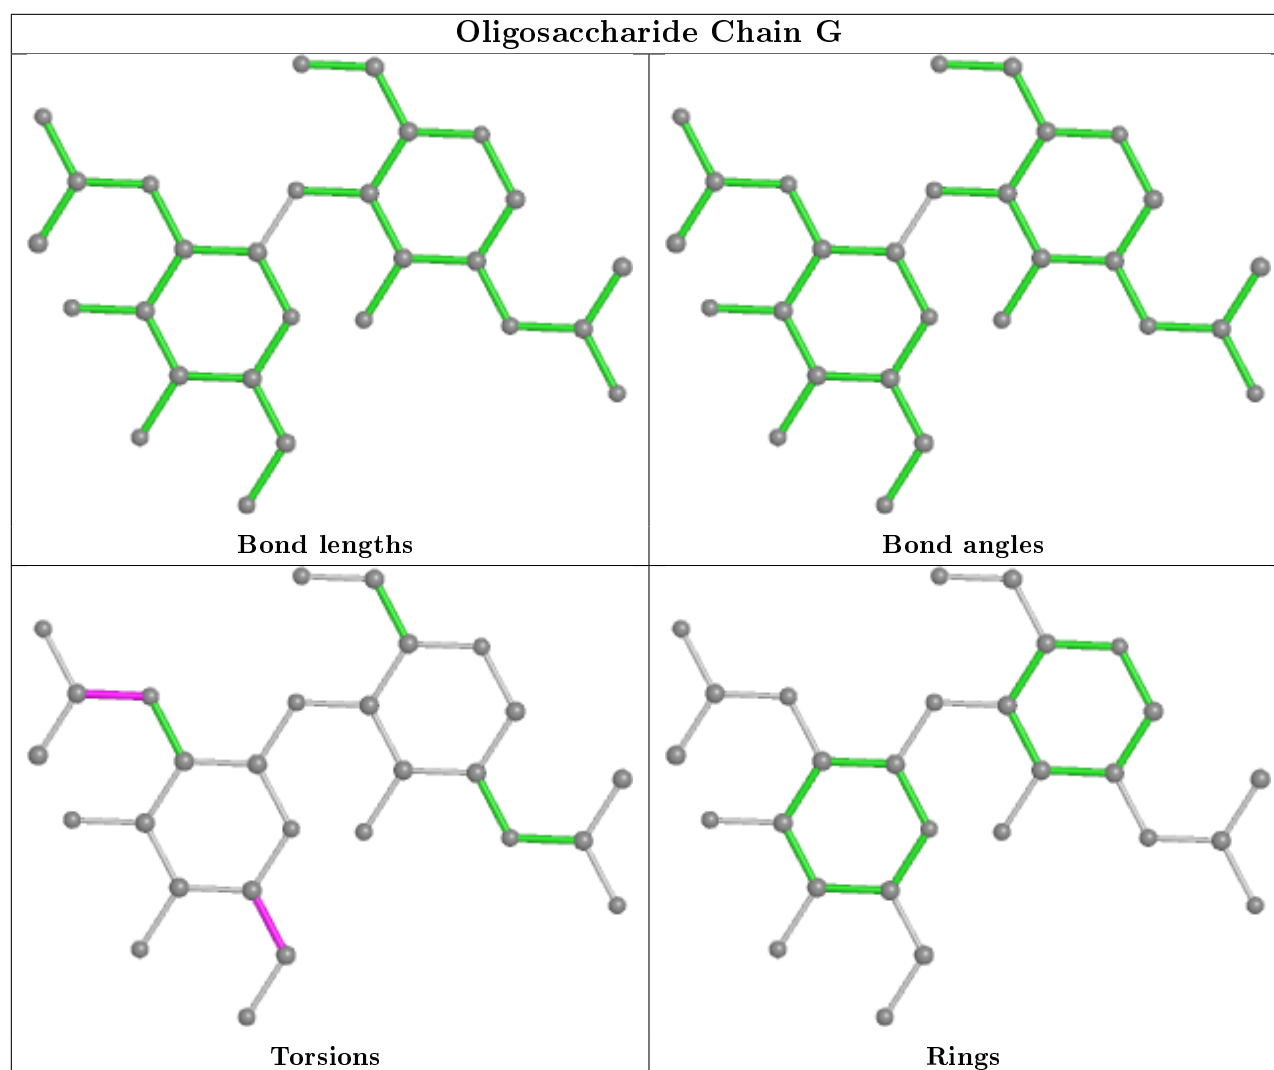 Oligosaccharide Chain G
Bond lengths
Bond angles
Torsions
Rings